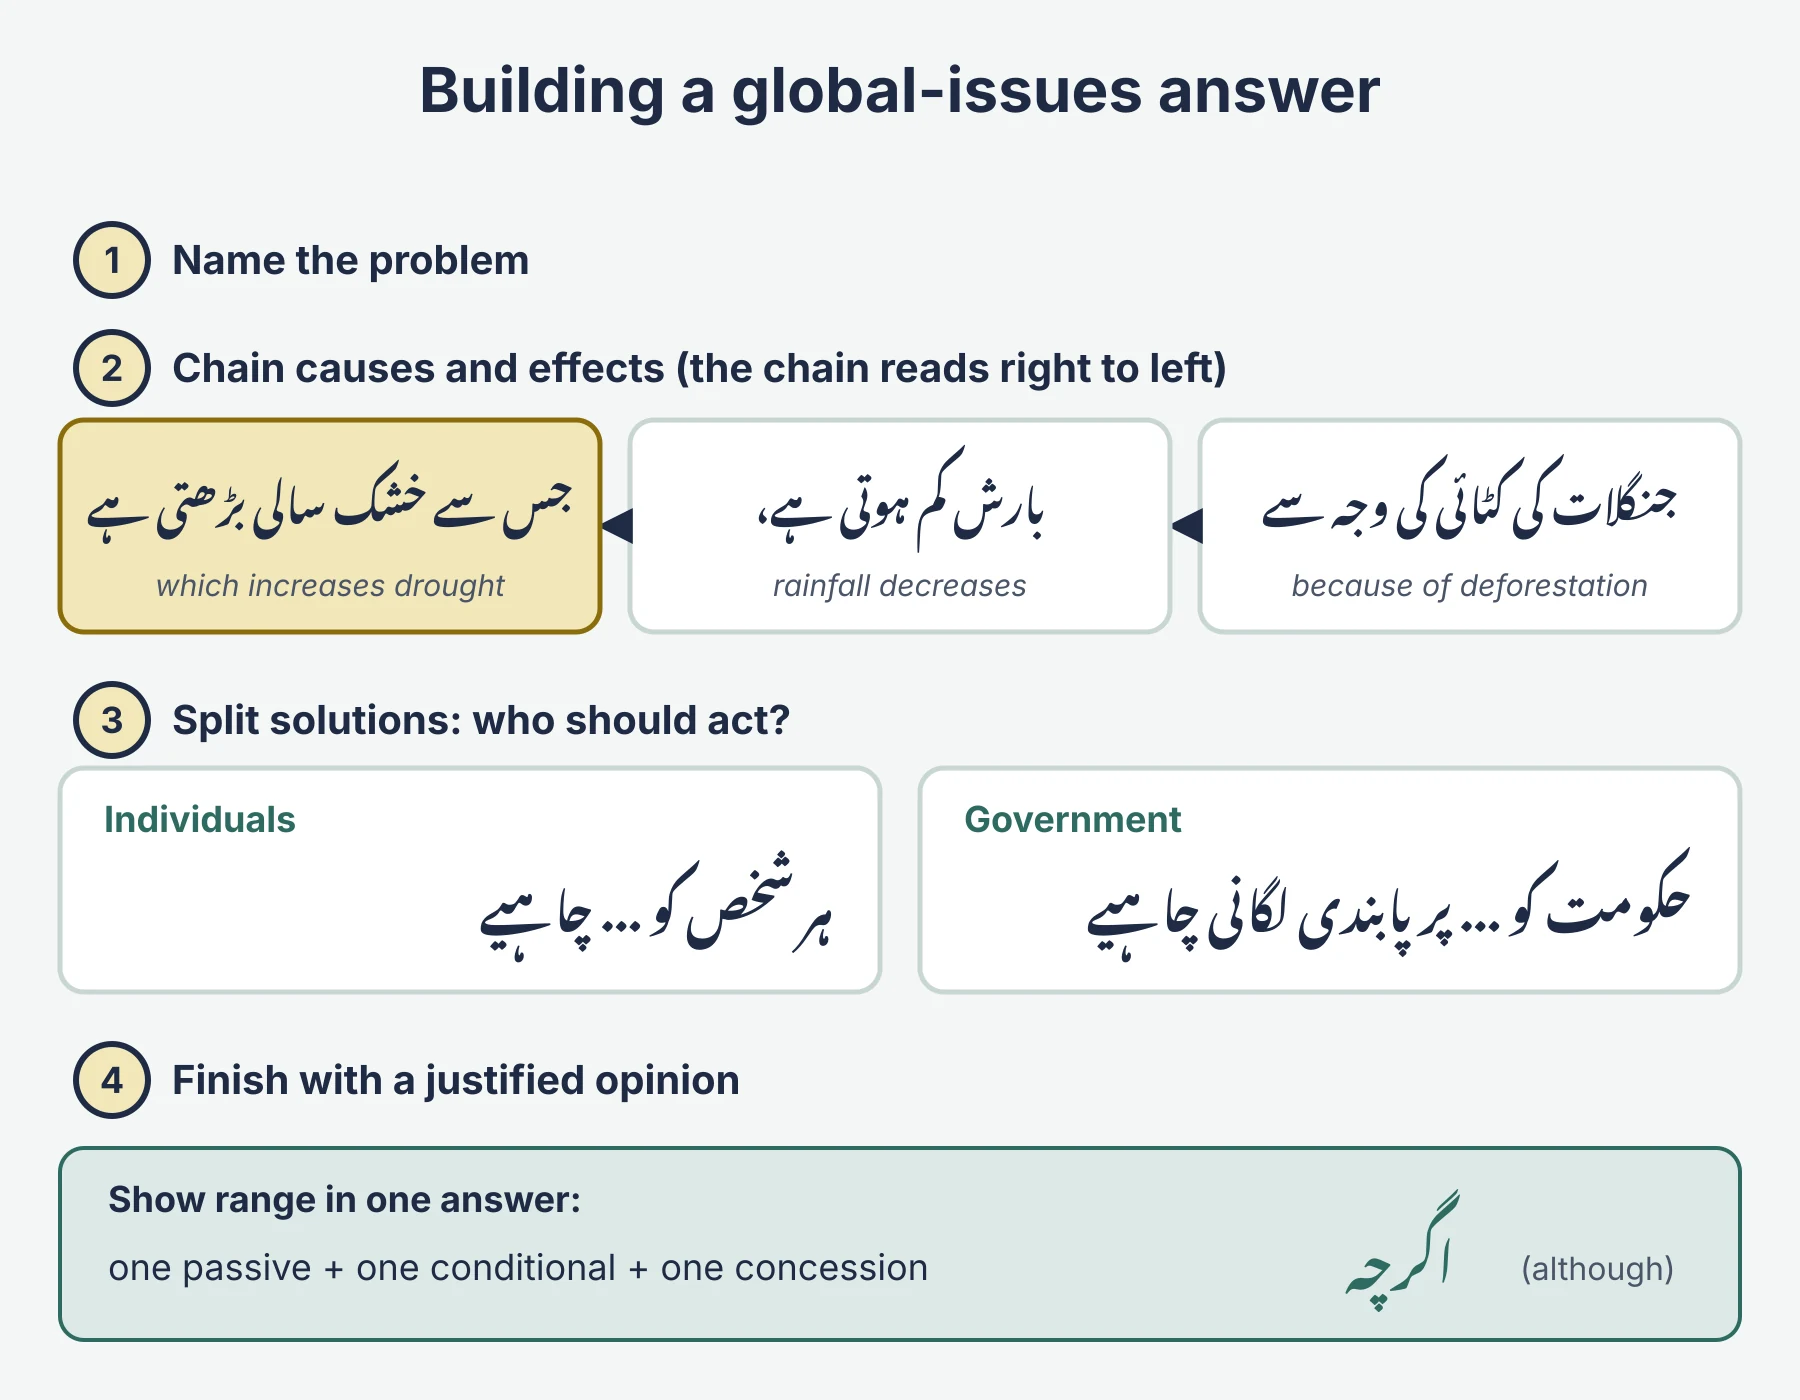 Building a global-issues answer
1 Name the problem
2 Chain causes and effects (the chain reads right to left)
جنگلات کی کٹائی کی وجہ سے
because of deforestation
بارش کم ہوتی ہے،
rainfall decreases
جس سے خشک سالی بڑھتی ہے
which increases drought
3 Split solutions: who should act?
Individuals
ہر شخص کو ... چاہیے
Government
حکومت کو ... پر پابندی لگانی چاہیے
4 Finish with a justified opinion
Show range in one answer:
one passive + one conditional + one concession
اگرچہ (although)